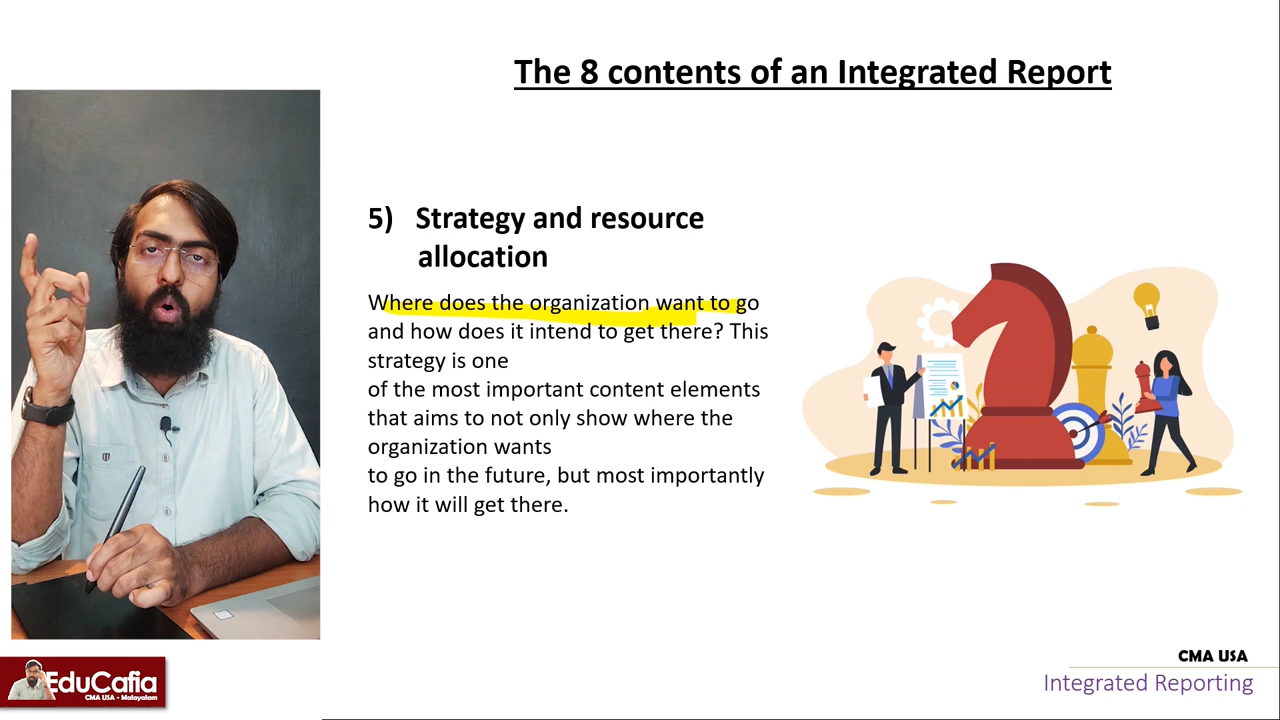 The 8 contents of an Integrated Report
5) Strategy and resource
allocation
Where does the organization want to go
and how does it intend to get there? This
strategy is one
of the most important content elements
that aims to not only show where the
organization wants
to go in the future, but most importantly
how it will get there.
EduCafia
CMA USA - Malayalam
CMA USA
Integrated Reporting